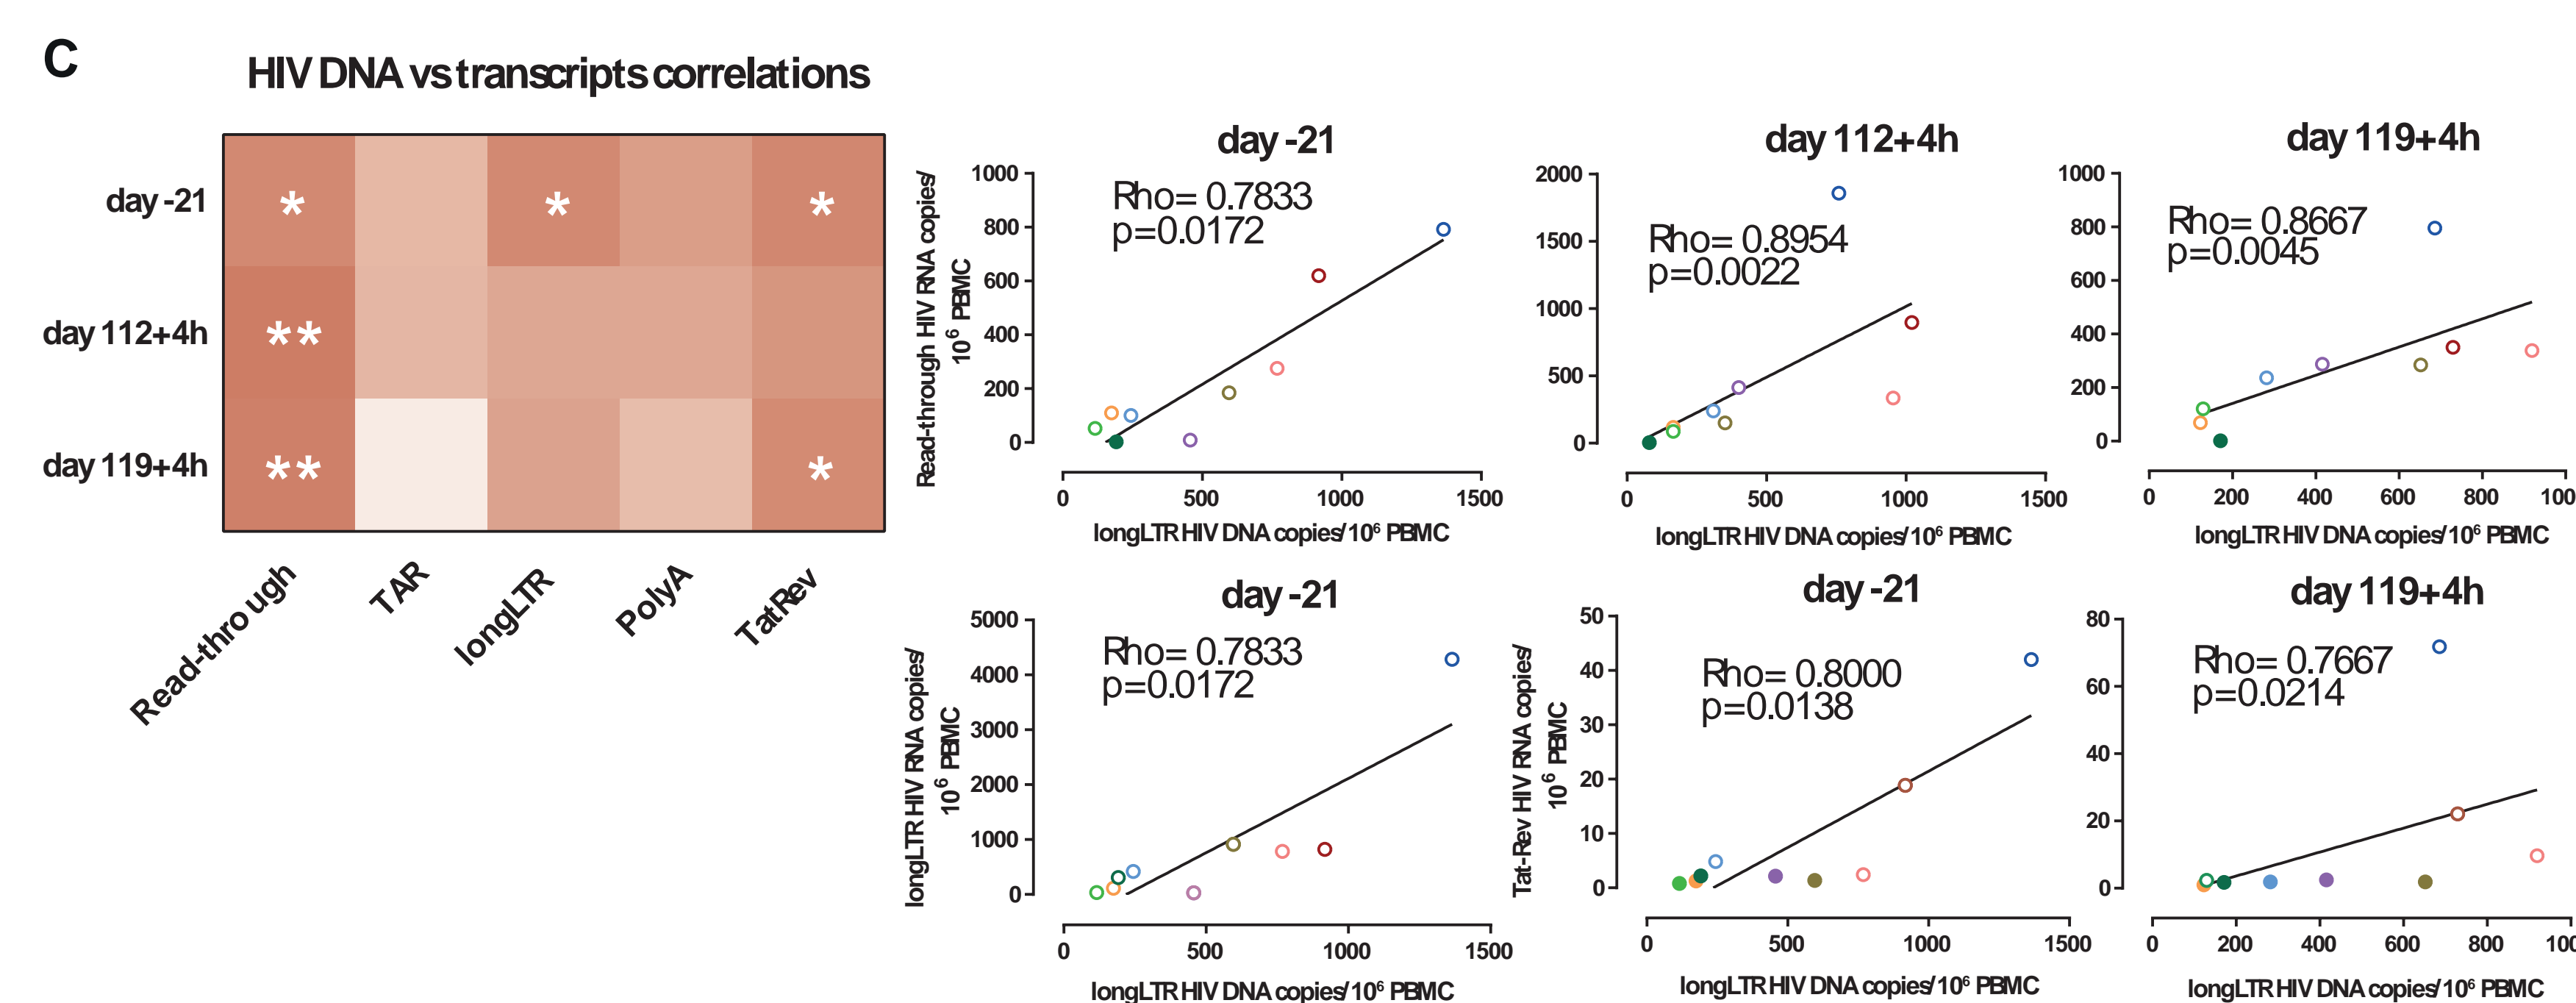 C
HIV DNA vs transcripts correlations
day -21
day 112+4h
day 119+4h
*
*
*
**
**
*
Read-through
TAR
longLTR
PolyA
TatRev
day -21
Rho= 0.7833
p=0.0172
Read-through HIV RNA copies/
10⁶ PBMC
1000
800
600
400
200
0
0 500 1000 1500
longLTR HIV DNA copies/10⁶ PBMC
day 112+4h
Rho= 0.8954
p=0.0022
2000
1500
1000
500
0
0 500 1000 1500
longLTR HIV DNA copies/10⁶ PBMC
day 119+4h
Rho= 0.8667
p=0.0045
1000
800
600
400
200
0
0 200 400 600 800 100
longLTR HIV DNA copies/10⁶ PBMC
day -21
Rho= 0.7833
p=0.0172
longLTR HIV RNA copies/
10⁶ PBMC
5000
4000
3000
2000
1000
0
0 500 1000 1500
longLTR HIV DNA copies/10⁶ PBMC
day -21
Rho= 0.8000
p=0.0138
Tat-Rev HIV RNA copies/
10⁶ PBMC
50
40
30
20
10
0
0 500 1000 1500
longLTR HIV DNA copies/10⁶ PBMC
day 119+4h
Rho= 0.7667
p=0.0214
80
60
40
20
0
0 200 400 600 800 100
longLTR HIV DNA copies/10⁶ PBMC